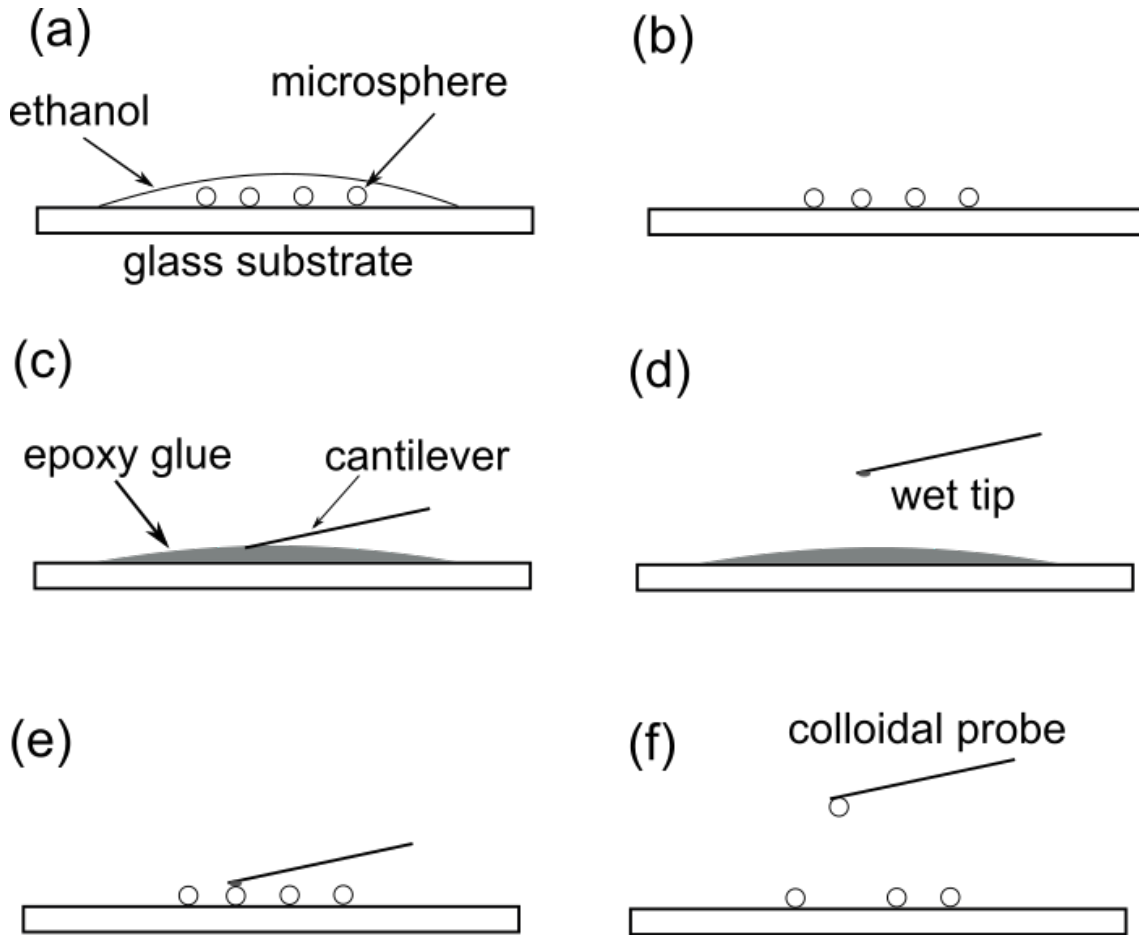 (a)
(b)
microsphere
ethanol
glass substrate
(c)
(d)
epoxy glue
cantilever
wet tip
(e)
(f)
colloidal probe